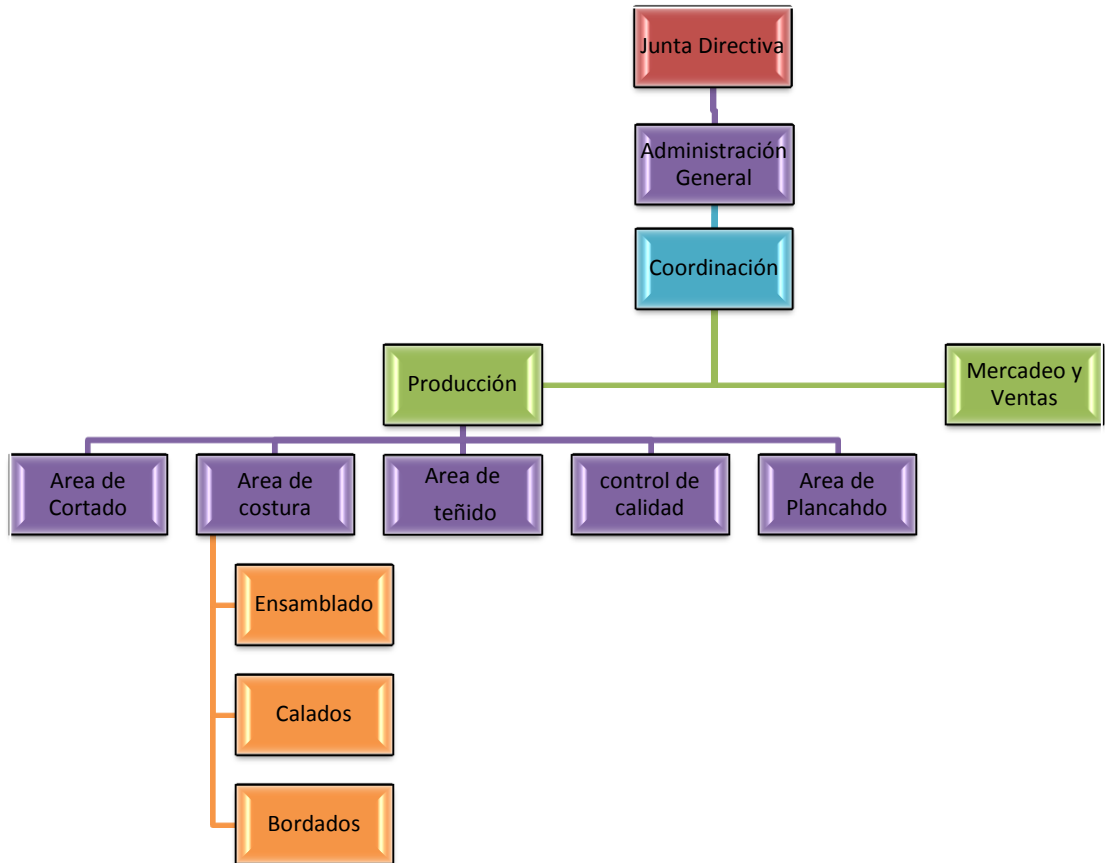 Junta Directiva
Administración
General
Coordinación
Producción
Mercadeo y
Ventas
Area de
Cortado
Area de
costura
Area de
teñido
control de
calidad
Area de
Plancahdo
Ensamblado
Calados
Bordados